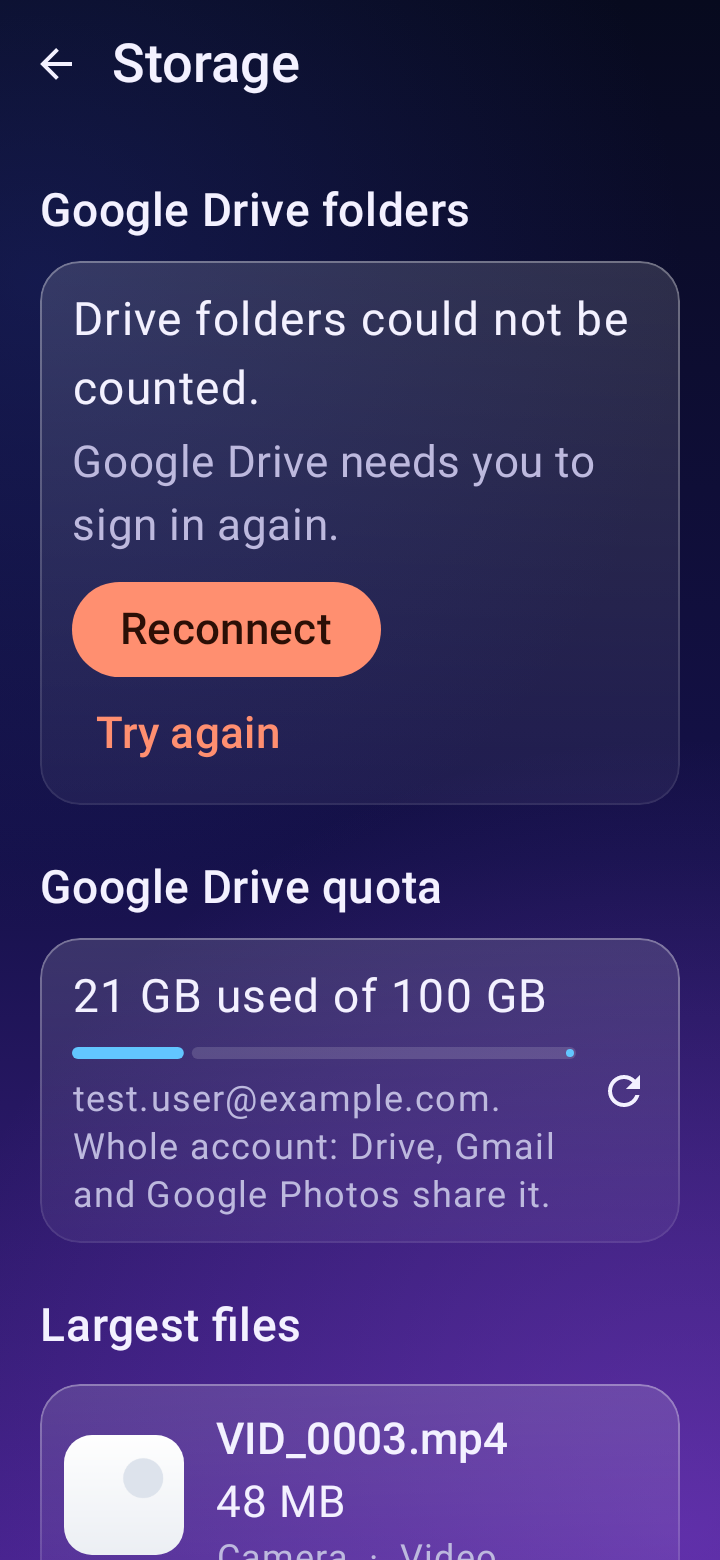 Storage
Google Drive folders
Drive folders could not be
counted.
Google Drive needs you to
sign in again.
Reconnect
Try again
Google Drive quota
21 GB used of 100 GB
test.user@example.com.
Whole account: Drive, Gmail
and Google Photos share it.
Largest files
VID_0003.mp4
48 MB
Camera · Video